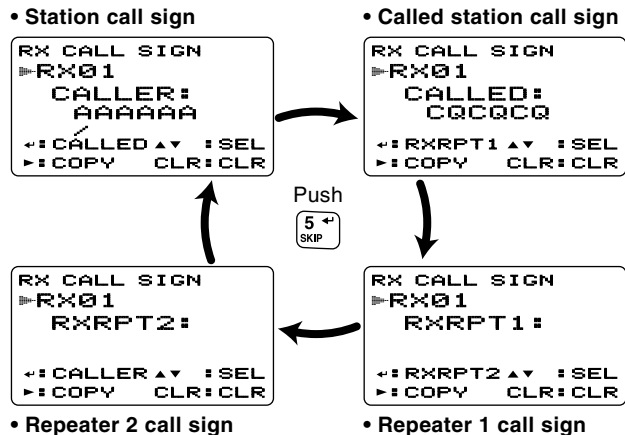 • Station call sign
RX CALL SIGN
RX01
CALLER:
AAAAAA
/
↵:CALLED ▲▼ :SEL
►:COPY CLR:CLR
• Called station call sign
RX CALL SIGN
RX01
CALLED:
CQCQCQ
↵:RXRPT1 ▲▼ :SEL
►:COPY CLR:CLR
Push
5 ↵
SKIP
RX CALL SIGN
RX01
RXRPT2:
↵:CALLER ▲▼ :SEL
►:COPY CLR:CLR
• Repeater 2 call sign
RX CALL SIGN
RX01
RXRPT1:
↵:RXRPT2 ▲▼ :SEL
►:COPY CLR:CLR
• Repeater 1 call sign